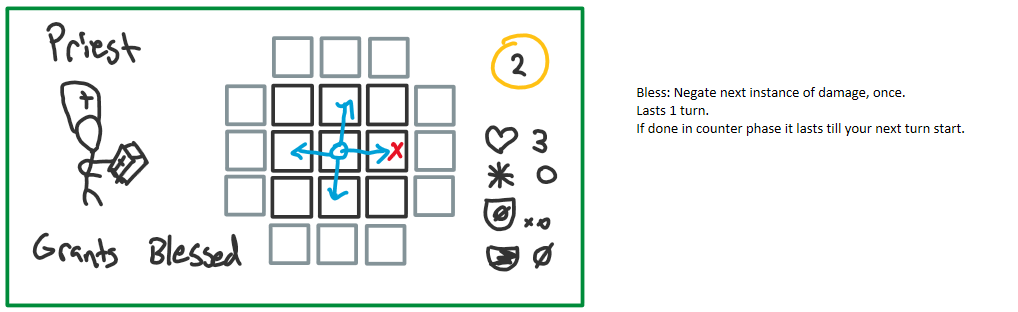 Priest
2
3
0
Grants Blessed
Bless: Negate next instance of damage, once.
Lasts 1 turn.
If done in counter phase it lasts till your next turn start.